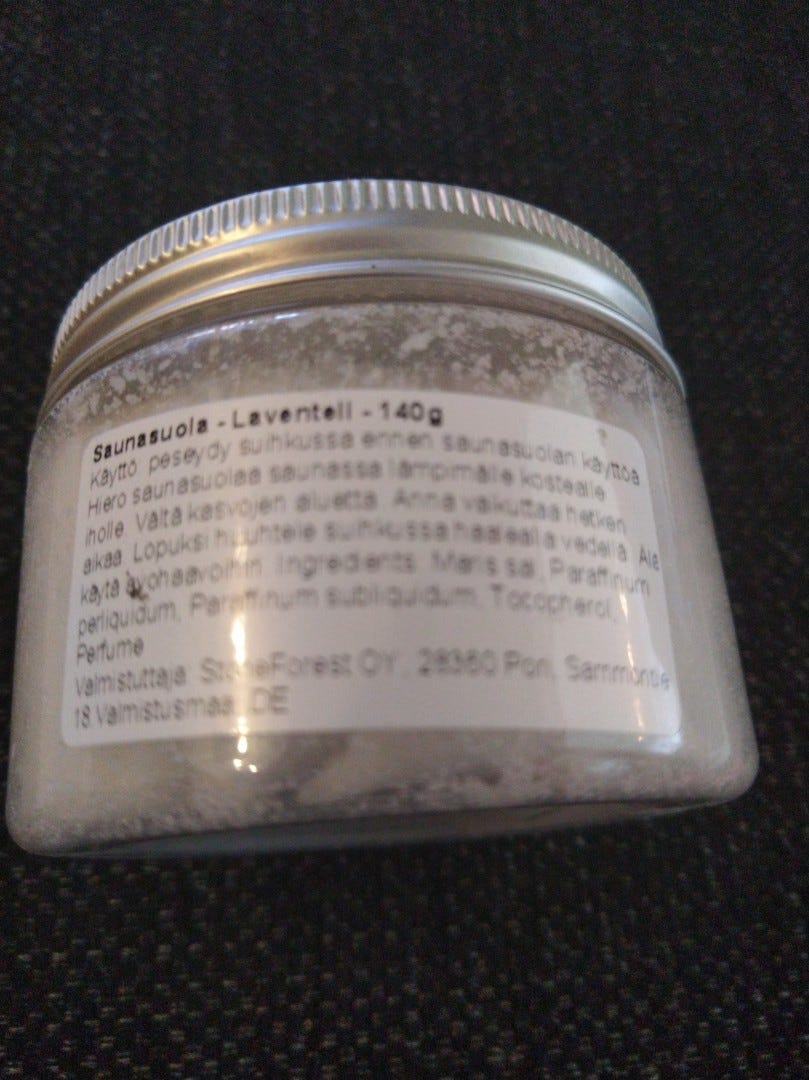 Saunasuola - Laventeli - 140g
Käyttö: peseydy suihkussa ennen saunasuolan käyttöä.
Hiero saunasuolaa saunassa lämpimälle kostealle
iholle. Vältä kasvojen aluetta. Anna vaikuttaa hetken
aikaa. Lopuksi huuhtele suihkussa haalealla vedellä. Älä
käytä avohaavoihin. Ingredients: Maris sal, Paraffinum
perliquidum, Paraffinum subliquidum, Tocopherol,
Perfume
Valmistuttaja: StoneForest OY, 28360 Pori, Sammontie
18 Valmistusmaa: DE